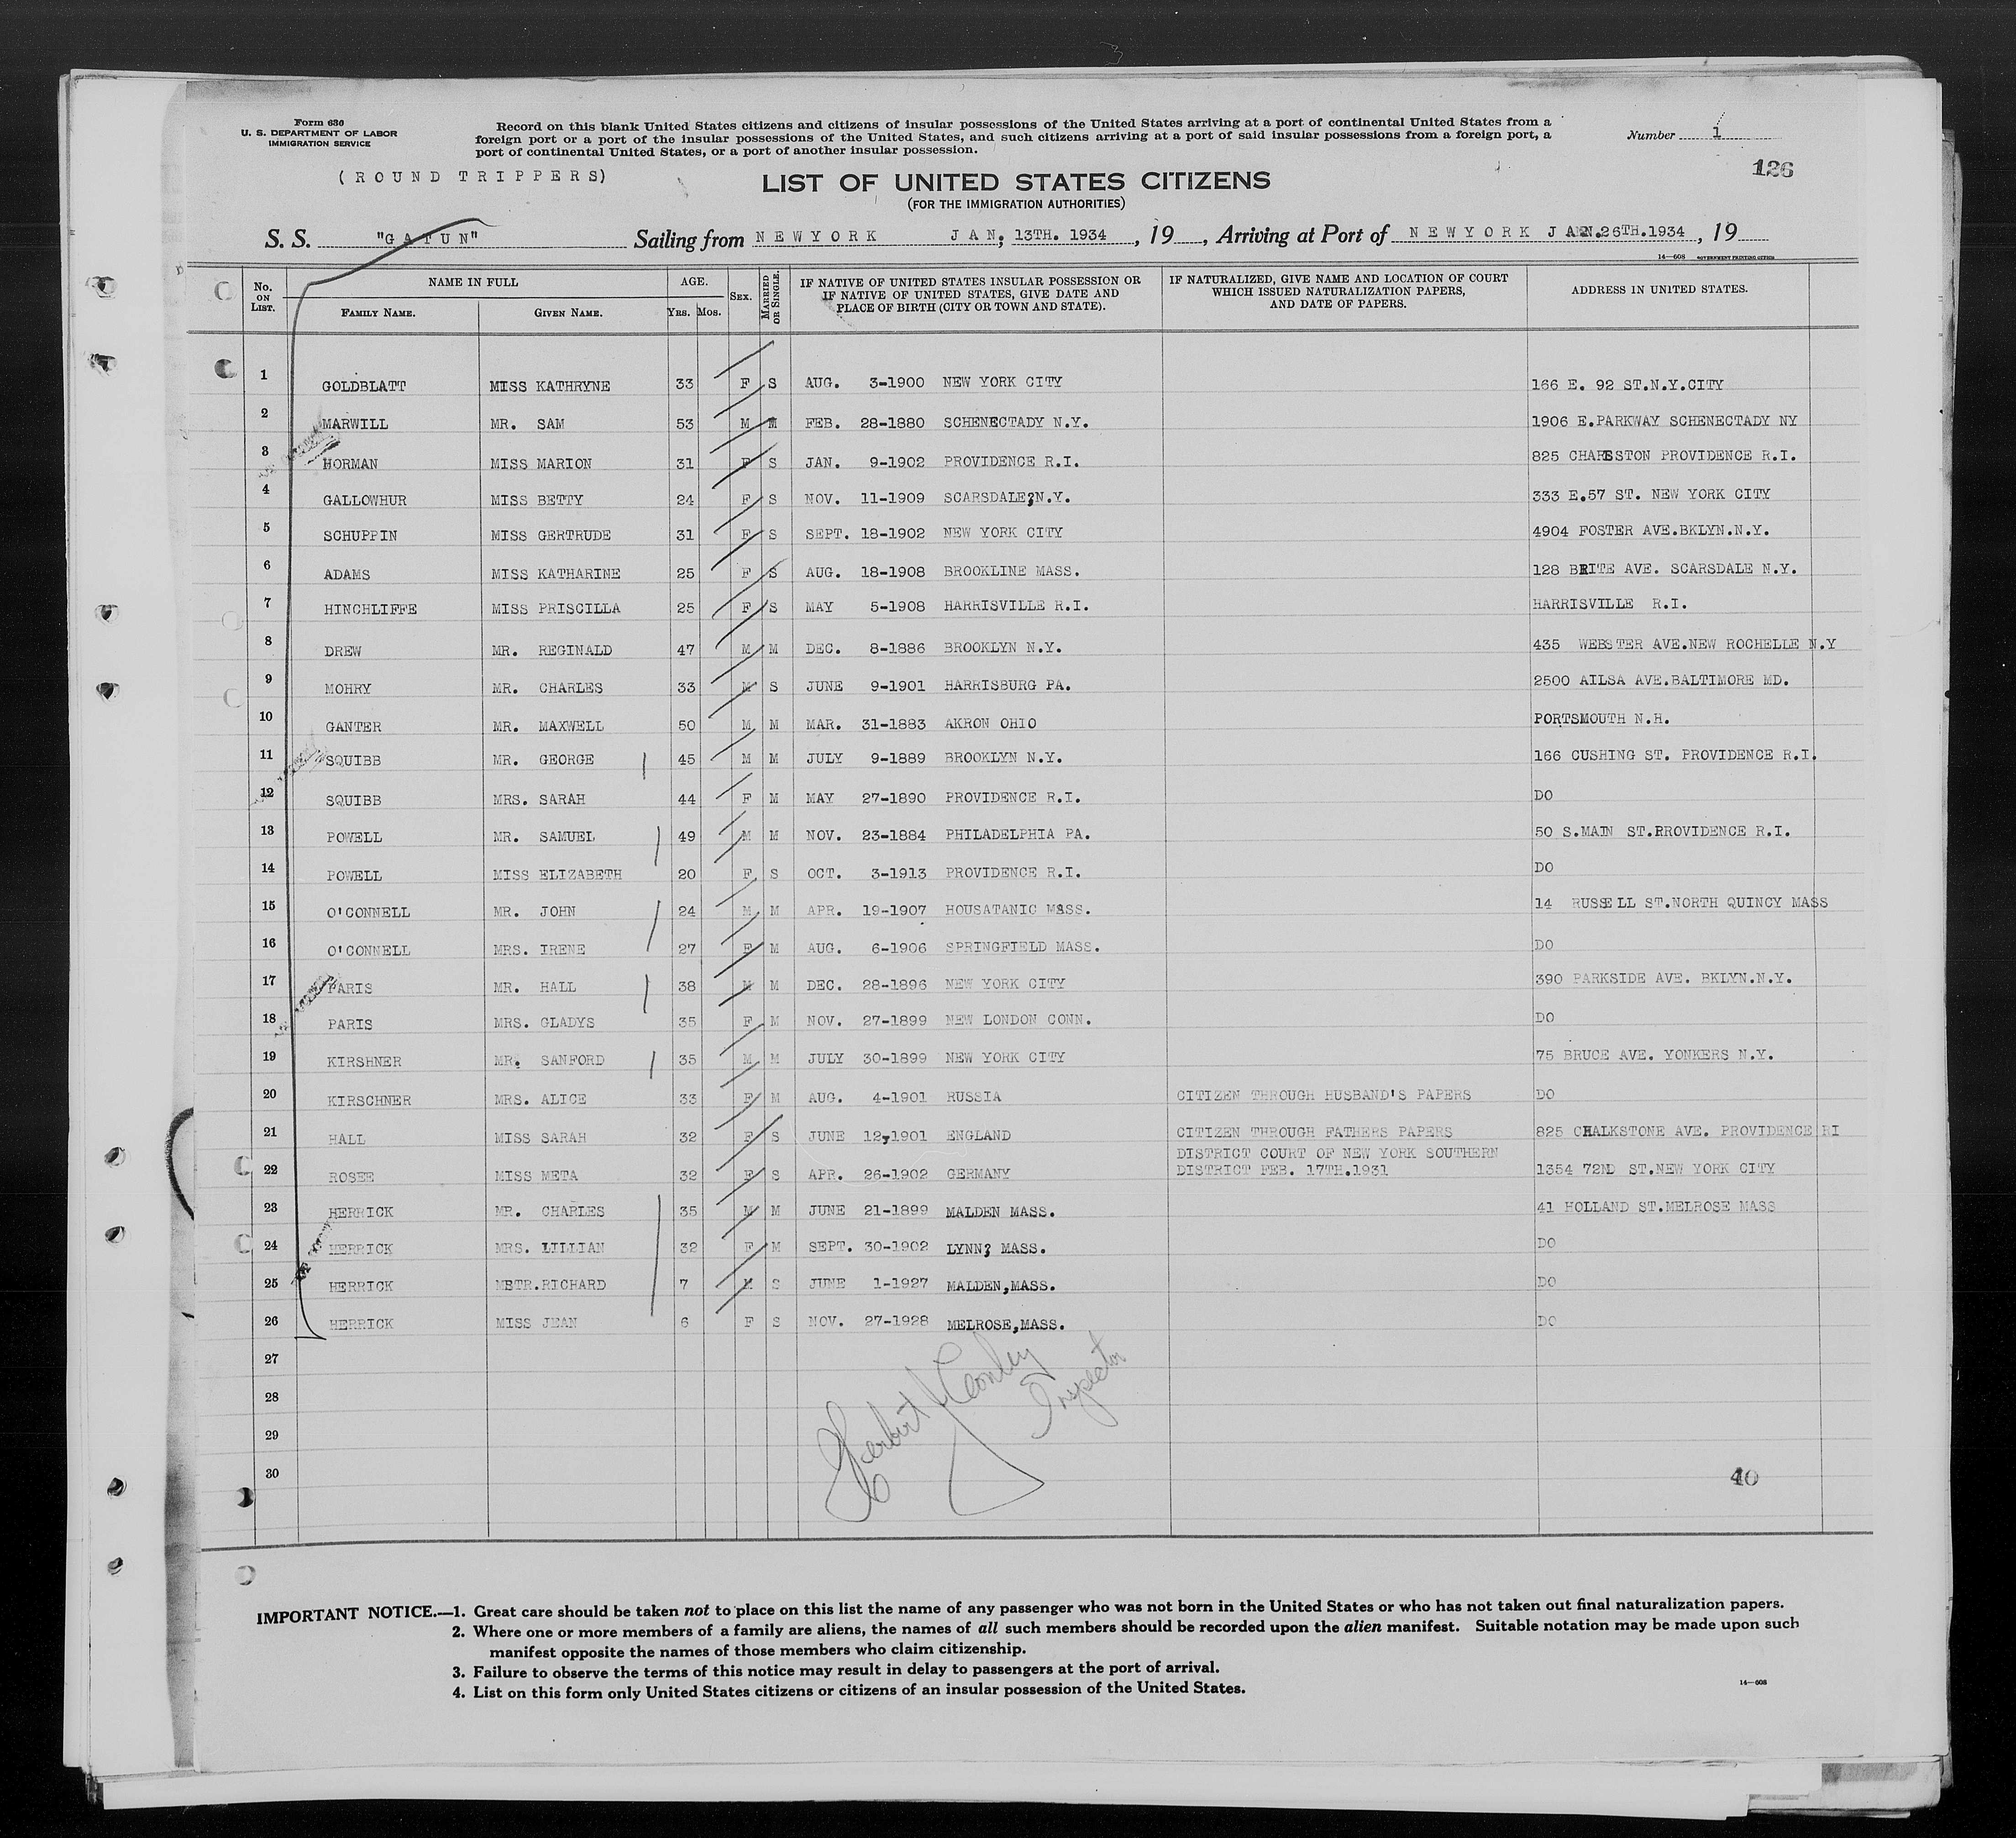 Form 630
U. S. DEPARTMENT OF LABOR
IMMIGRATION SERVICE
Record on this blank United States citizens and citizens of insular possessions of the United States arriving at a port of continental United States from a
foreign port or a port of the insular possessions of the United States, and such citizens arriving at a port of said insular possessions from a foreign port, a
port of continental United States, or a port of another insular possession.
Number 1
126
(ROUND TRIPPERS)
LIST OF UNITED STATES CITIZENS
(FOR THE IMMIGRATION AUTHORITIES)
S. S. "GATUN" Sailing from NEWYORK JAN; 13TH. 1934, 19 , Arriving at Port of NEWYORK JAN.26TH.1934, 19
14—608 GOVERNMENT PRINTING OFFICE
No. ON LIST. NAME IN FULL AGE. SEX. MARRIED OR SINGLE. IF NATIVE OF UNITED STATES INSULAR POSSESSION OR IF NATIVE OF UNITED STATES, GIVE DATE AND PLACE OF BIRTH (CITY OR TOWN AND STATE). IF NATURALIZED, GIVE NAME AND LOCATION OF COURT WHICH ISSUED NATURALIZATION PAPERS, AND DATE OF PAPERS. ADDRESS IN UNITED STATES.
FAMILY NAME. GIVEN NAME. YRS. MOS.
1 GOLDBLATT MISS KATHRYNE 33 F S AUG. 3-1900 NEW YORK CITY 166 E. 92 ST.N.Y.CITY
2 MARWILL MR. SAM 53 M M FEB. 28-1880 SCHENECTADY N.Y. 1906 E.PARKWAY SCHENECTADY NY
3 HORMAN MISS MARION 31 F S JAN. 9-1902 PROVIDENCE R.I. 825 PROVIDENCE R.I.
4 GALLOWHUR MISS BETTY 24 F S NOV. 11-1909 SCARSDALE?N.Y. 333 E.57 ST. NEW YORK CITY
5 SCHUPPIN MISS GERTRUDE 31 F S SEPT. 18-1902 NEW YORK CITY 4904 FOSTER AVE.BKLYN.N.Y.
6 ADAMS MISS KATHARINE 25 F S AUG. 18-1908 BROOKLINE MASS. 128 BRITE AVE. SCARSDALE N.Y.
7 HINCHLIFFE MISS PRISCILLA 25 F S MAY 5-1908 HARRISVILLE R.I. HARRISVILLE R.I.
8 DREW MR. REGINALD 47 M M DEC. 8-1886 BROOKLYN N.Y. 435 WEBSTER AVE.NEW ROCHELLE N.Y
9 MOHRY MR. CHARLES 33 M S JUNE 9-1901 HARRISBURG PA. 2500 AILSA AVE.BALTIMORE MD.
10 GANTER MR. MAXWELL 50 M M MAR. 31-1883 AKRON OHIO PORTSMOUTH N.H.
11 SQUIBB MR. GEORGE 45 M M JULY 9-1889 BROOKLYN N.Y. 166 CUSHING ST. PROVIDENCE R.I.
12 SQUIBB MRS. SARAH 44 F M MAY 27-1890 PROVIDENCE R.I. DO
13 POWELL MR. SAMUEL 49 M M NOV. 23-1884 PHILADELPHIA PA. 50 S.MAIN ST.PROVIDENCE R.I.
14 POWELL MISS ELIZABETH 20 F S OCT. 3-1913 PROVIDENCE R.I. DO
15 O'CONNELL MR. JOHN 24 M M APR. 19-1907 HOUSATANIC MASS. 14 RUSSELL ST.NORTH QUINCY MASS
16 O'CONNELL MRS. IRENE 27 F M AUG. 6-1906 SPRINGFIELD MASS. DO
17 PARIS MR. HALL 38 M M DEC. 28-1896 NEW YORK CITY 390 PARKSIDE AVE. BKLYN.N.Y.
18 PARIS MRS. GLADYS 35 F M NOV. 27-1899 NEW LONDON CONN. DO
19 KIRSHNER MR. SANFORD 35 M M JULY 30-1899 NEW YORK CITY 75 BRUCE AVE. YONKERS N.Y.
20 KIRSCHNER MRS. ALICE 33 F M AUG. 4-1901 RUSSIA CITIZEN THROUGH HUSBAND'S PAPERS DO
21 HALL MISS SARAH 32 F S JUNE 12,1901 ENGLAND CITIZEN THROUGH FATHERS PAPERS 825 CHALKSTONE AVE. PROVIDENCE RI
DISTRICT COURT OF NEW YORK SOUTHERN
22 ROSEE MISS META 32 F S APR. 26-1902 GERMANY DISTRICT FEB. 17TH.1931 1354 72ND ST.NEW YORK CITY
23 HERRICK MR. CHARLES 35 M M JUNE 21-1899 MALDEN MASS. 41 HOLLAND ST.MELROSE MASS
24 HERRICK MRS. LILLIAN 32 F M SEPT. 30-1902 LYNN? MASS. DO
25 HERRICK MSTR.RICHARD 7 M S JUNE 1-1927 MALDEN,MASS. DO
26 HERRICK MISS JEAN 6 F S NOV. 27-1928 MELROSE,MASS. DO
27
28
29
30
Herbert Inspector
40
IMPORTANT NOTICE.—1. Great care should be taken not to place on this list the name of any passenger who was not born in the United States or who has not taken out final naturalization papers.
2. Where one or more members of a family are aliens, the names of all such members should be recorded upon the alien manifest. Suitable notation may be made upon such
manifest opposite the names of those members who claim citizenship.
3. Failure to observe the terms of this notice may result in delay to passengers at the port of arrival.
4. List on this form only United States citizens or citizens of an insular possession of the United States.
14—608